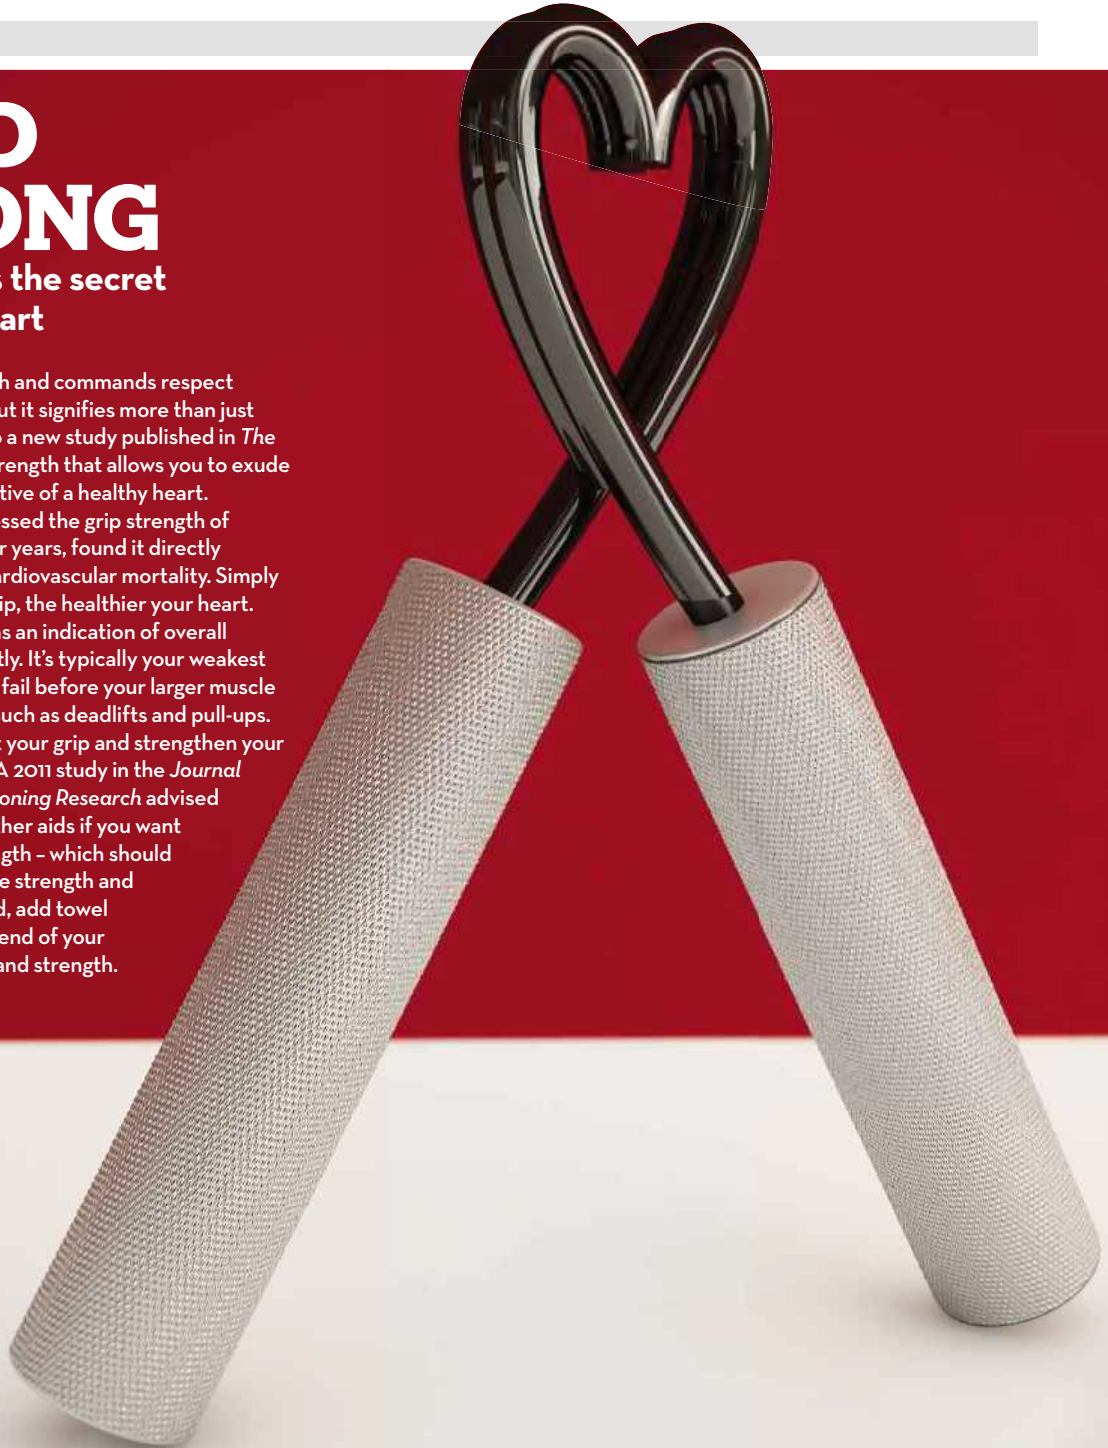 O
ONG
s the secret
art
h and commands respect
ut it signifies more than just
o a new study published in The
rength that allows you to exude
tive of a healthy heart.
essed the grip strength of
r years, found it directly
ardiovascular mortality. Simply
ip, the healthier your heart.
as an indication of overall
tly. It's typically your weakest
fail before your larger muscle
such as deadlifts and pull-ups.
t your grip and strengthen your
A 2011 study in the Journal
oning Research advised
ther aids if you want
gth – which should
e strength and
d, add towel
end of your
and strength.